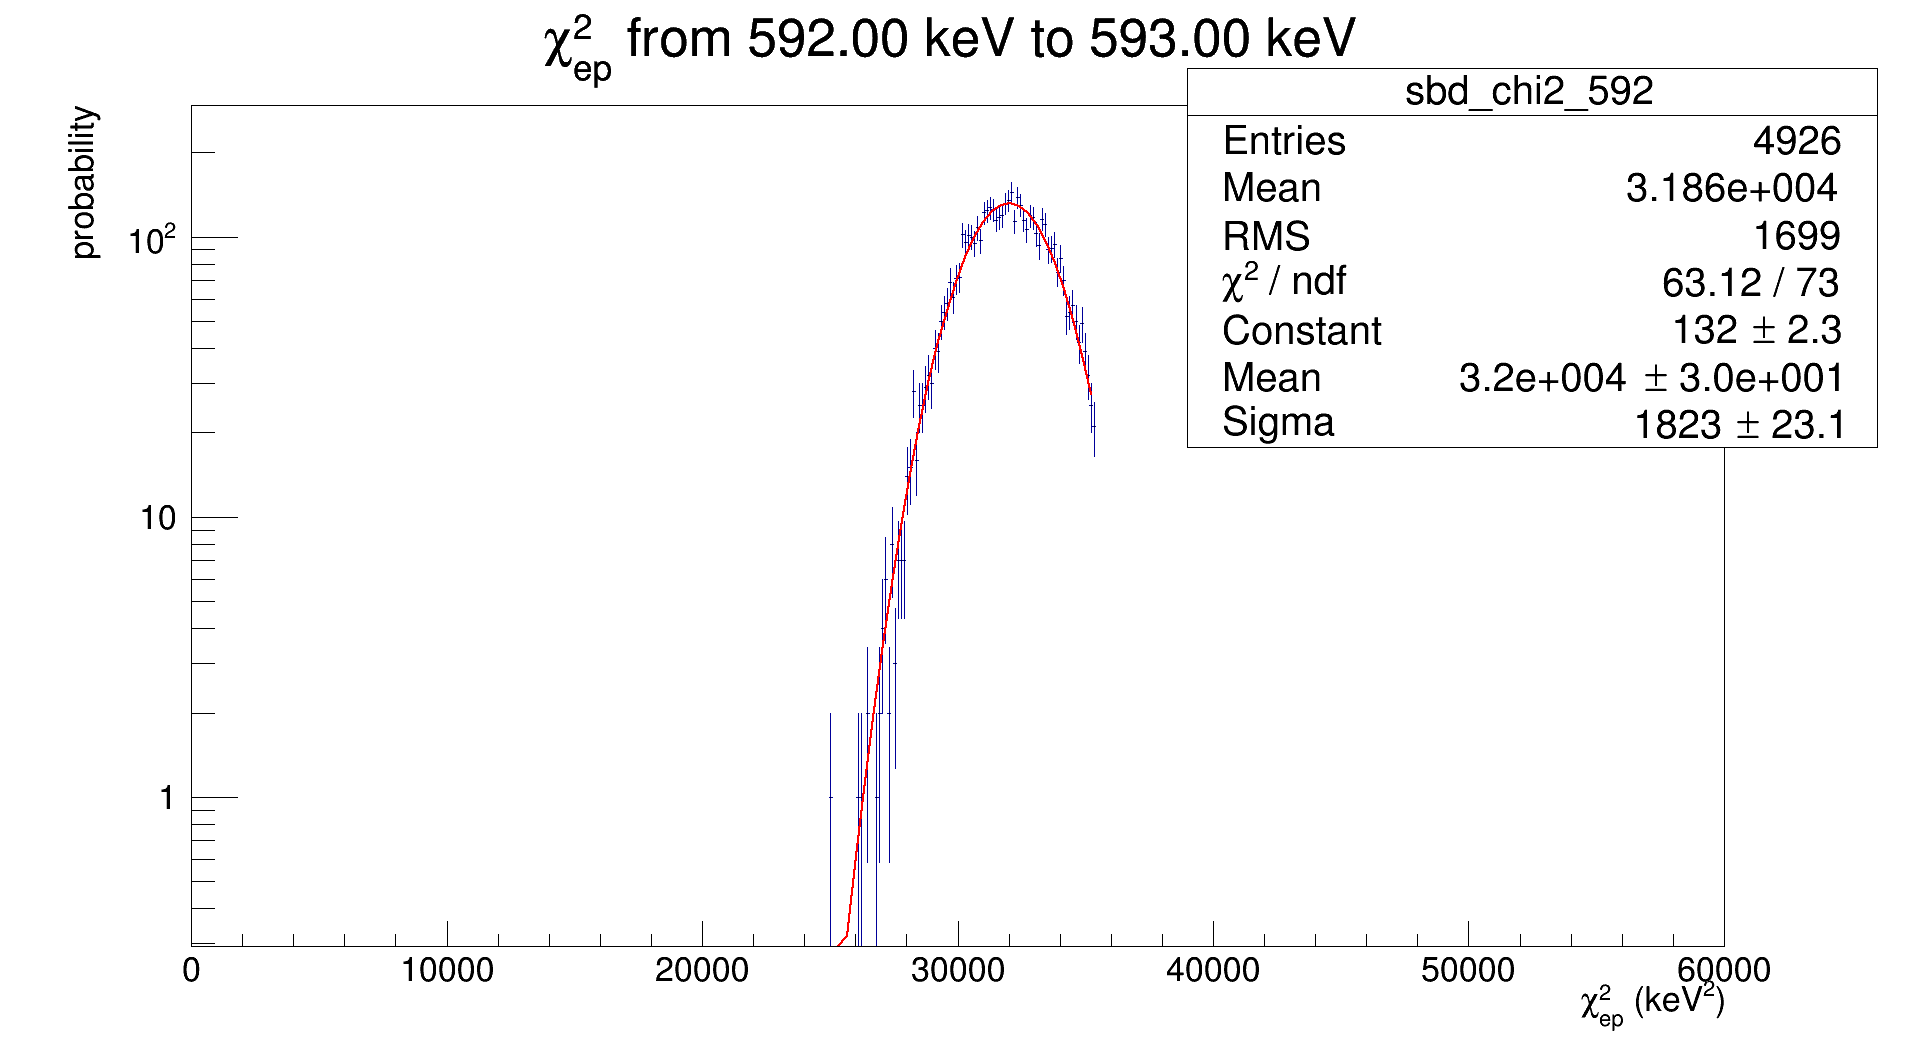 χ²ep from 592.00 keV to 593.00 keV
sbd_chi2_592
Entries 4926
Mean 3.186e+004
RMS 1699
χ² / ndf 63.12 / 73
Constant 132 ± 2.3
Mean 3.2e+004 ± 3.0e+001
Sigma 1823 ± 23.1
probability
10²
10
1
0 10000 20000 30000 40000 50000 60000
χ²ep (keV²)